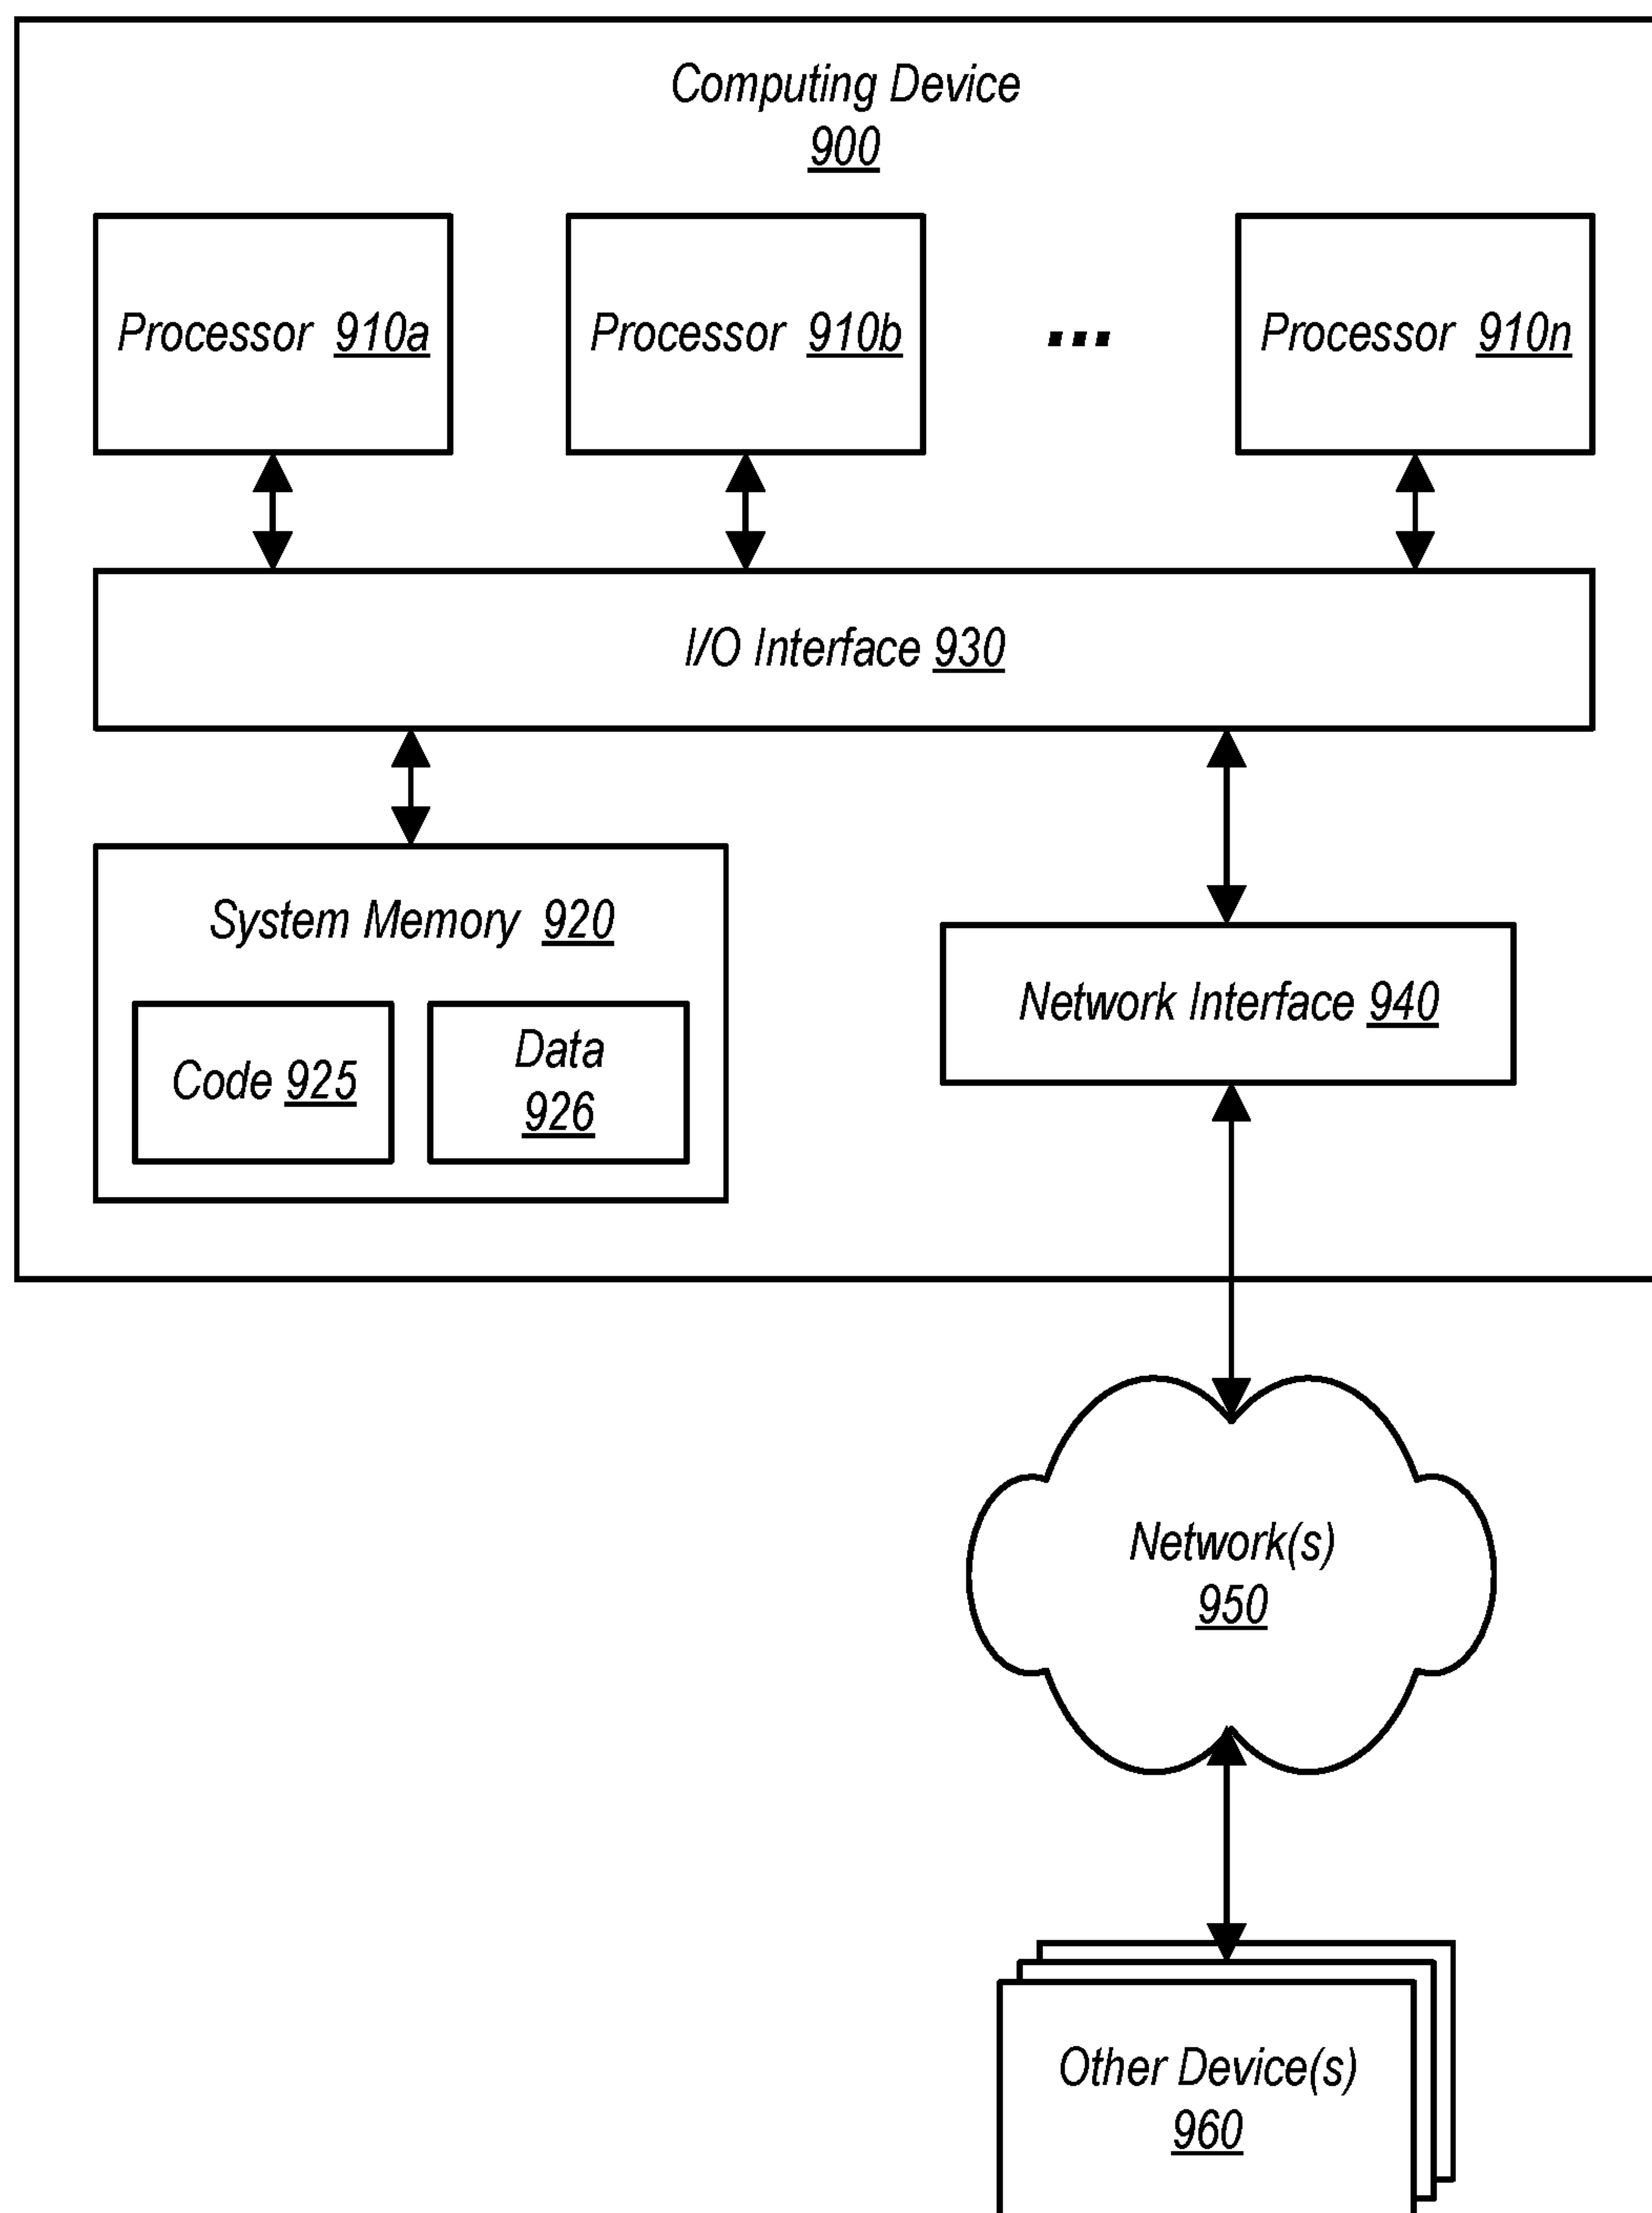 Computing Device
900
Processor 910a
Processor 910b
...
Processor 910n
I/O Interface 930
System Memory 920
Code 925
Data
926
Network Interface 940
Network(s)
950
Other Device(s)
960